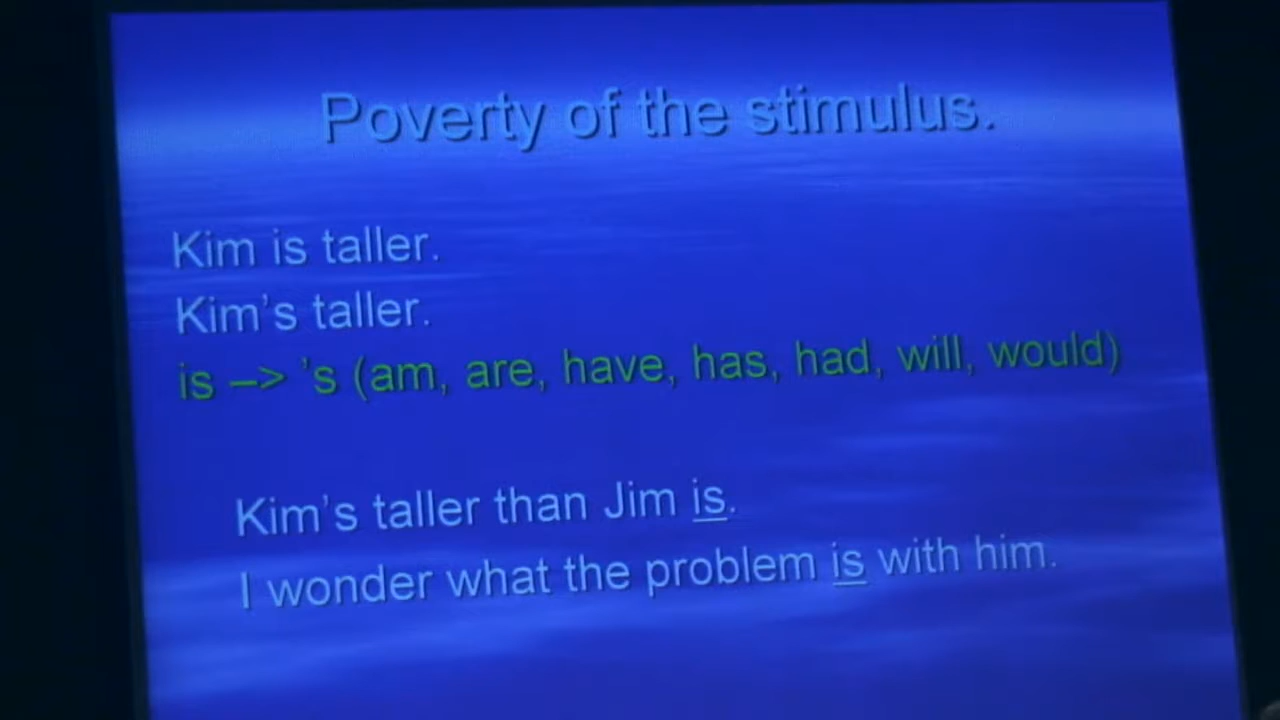 Poverty of the stimulus.
Kim is taller.
Kim's taller.
is –> 's (am, are, have, has, had, will, would)
Kim's taller than Jim is.
I wonder what the problem is with him.